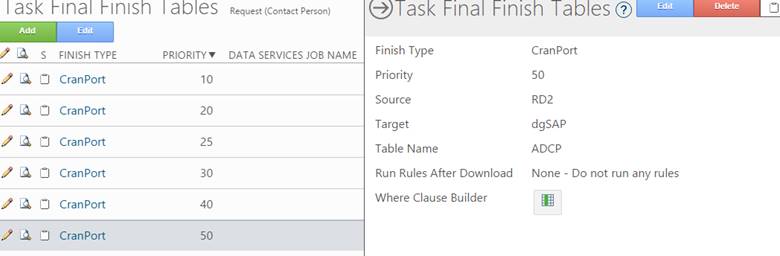 Task Final Finish Tables Request (Contact Person)
Add Edit
S FINISH TYPE PRIORITY▼ DATA SERVICES JOB NAME
CranPort 10
CranPort 20
CranPort 25
CranPort 30
CranPort 40
CranPort 50
Task Final Finish Tables ? Edit Delete
Finish Type CranPort
Priority 50
Source RD2
Target dgSAP
Table Name ADCP
Run Rules After Download None - Do not run any rules
Where Clause Builder